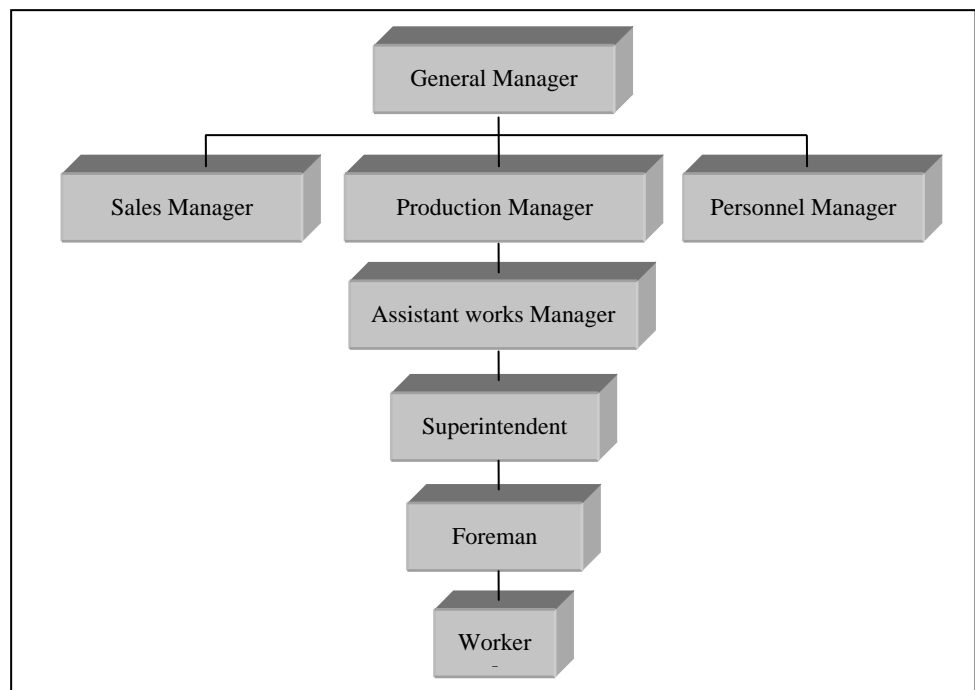 General Manager
Sales Manager
Production Manager
Personnel Manager
Assistant works Manager
Superintendent
Foreman
Worker
-